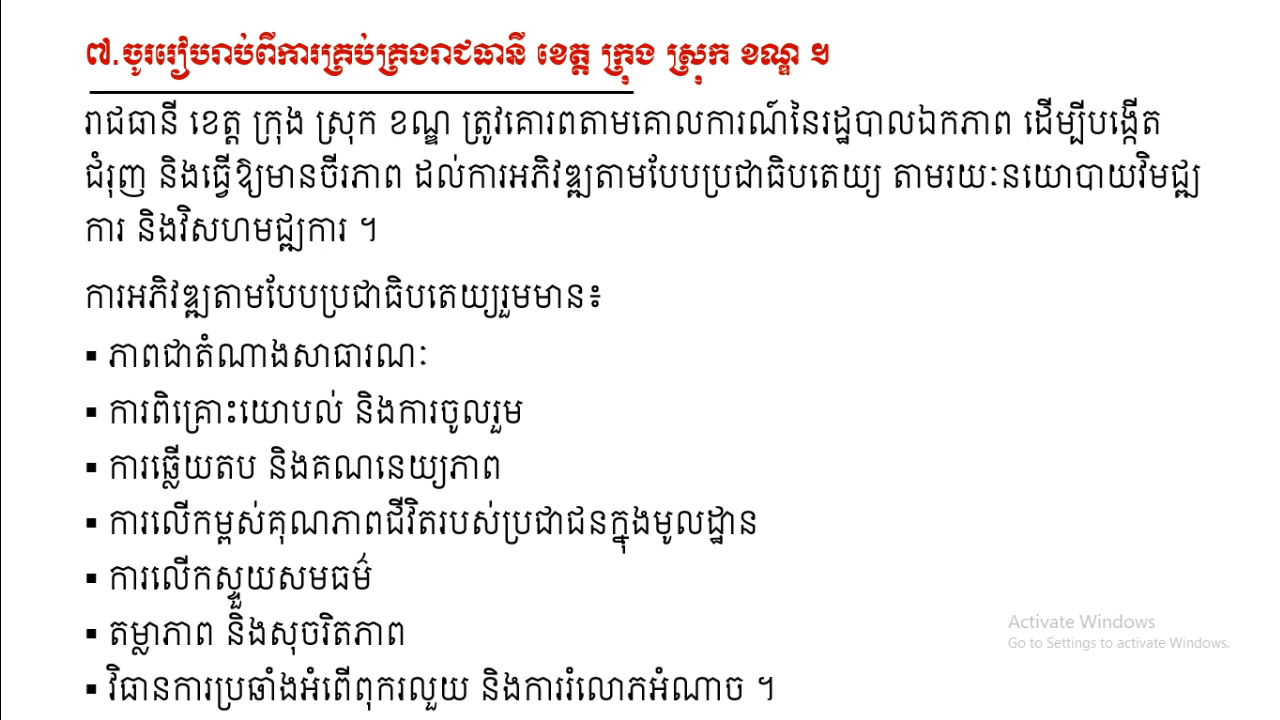 ៧.ចូររៀបរាប់ពីការគ្រប់គ្រងរាជធានី ខេត្ត ក្រុង ស្រុក ខណ្ឌ ។
រាជធានី ខេត្ត ក្រុង ស្រុក ខណ្ឌ ត្រូវគោរពតាមគោលការណ៍នៃរដ្ឋបាលឯកភាព ដើម្បីបង្កើត
ជំរុញ និងធ្វើឱ្យមានចីរភាព ដល់ការអភិវឌ្ឍតាមបែបប្រជាធិបតេយ្យ តាមរយៈនយោបាយវិមជ្ឈ
ការ និងវិសហមជ្ឈការ ។
ការអភិវឌ្ឍតាមបែបប្រជាធិបតេយ្យរួមមាន៖
▪ ភាពជាតំណាងសាធារណៈ
▪ ការពិគ្រោះយោបល់ និងការចូលរួម
▪ ការឆ្លើយតប និងគណនេយ្យភាព
▪ ការលើកម្ពស់គុណភាពជីវិតរបស់ប្រជាជនក្នុងមូលដ្ឋាន
▪ ការលើកស្ទួយសមធម៌
▪ តម្លាភាព និងសុចរិតភាព
▪ វិធានការប្រឆាំងអំពើពុករលួយ និងការរំលោភអំណាច ។
Activate Windows
Go to Settings to activate Windows.